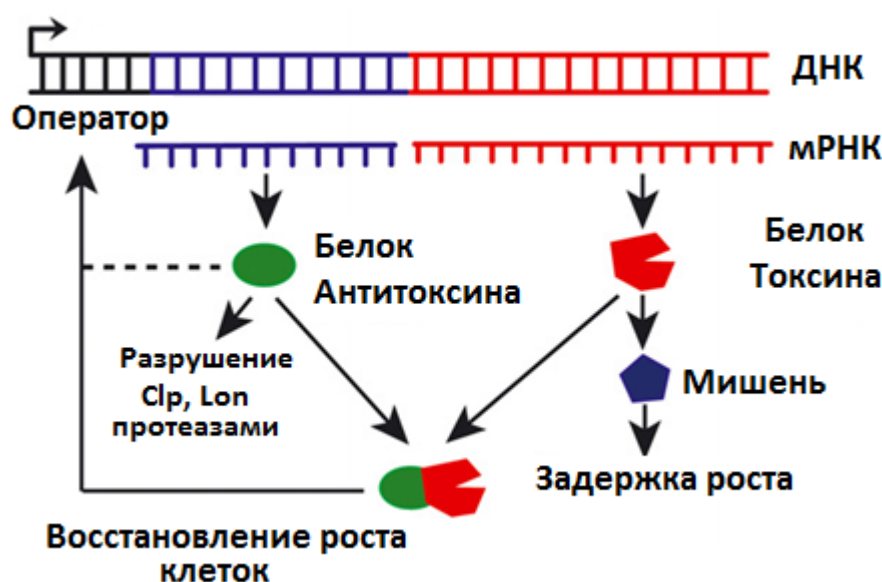 ДНК
Оператор
мРНК
Белок
Антитоксина
Белок
Токсина
Разрушение
Clp, Lon
протеазами
Мишень
Задержка роста
Восстановление роста
клеток